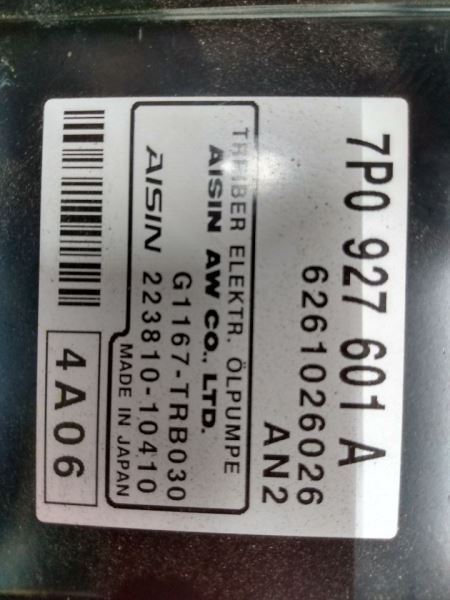 7P0 927 601 A
6261026026
AN2
TREIBER ELEKTR. ÖLPUMPE
AISIN AW CO., LTD.
G1167-TRB030
AISIN 223810-10410
MADE IN JAPAN
4A06